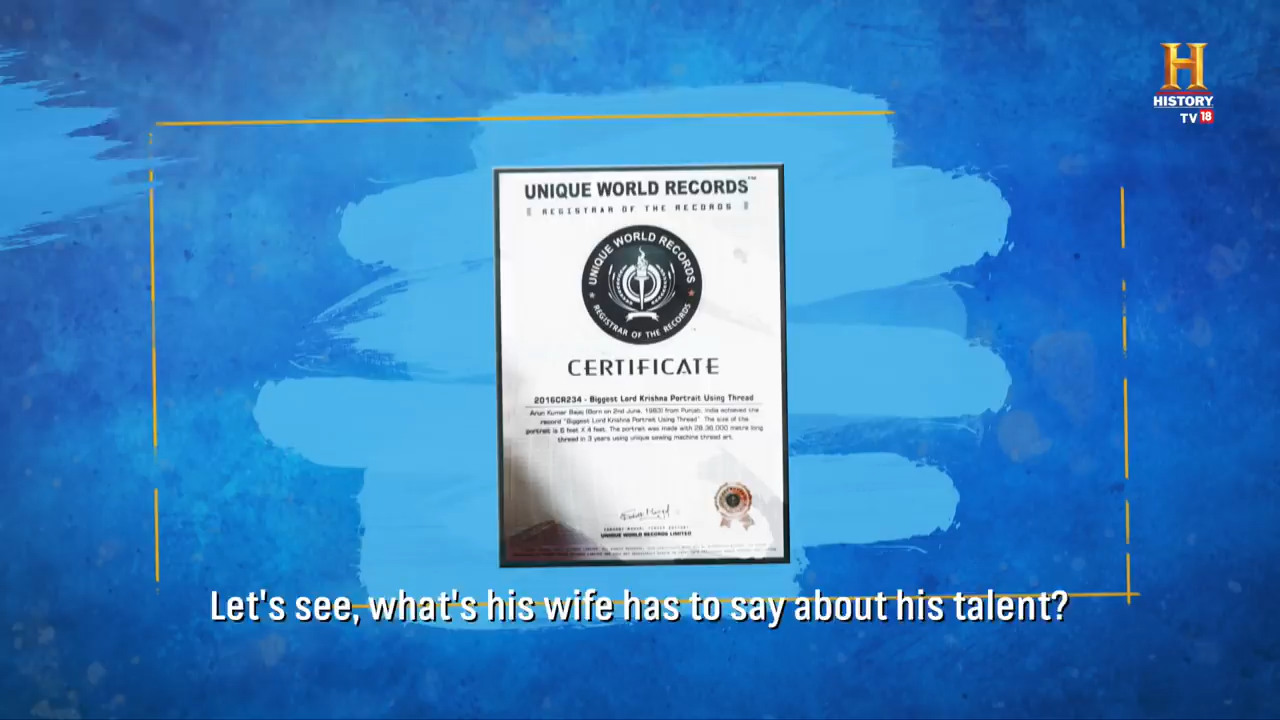 H
HISTORY
TV 18
UNIQUE WORLD RECORDS™
REGISTRAR OF THE RECORDS
UNIQUE WORLD RECORDS
REGISTRAR OF THE RECORDS
CERTIFICATE
2016CR234 - Biggest Lord Krishna Portrait Using Thread
Arun Kumar Bajaj (Born on 2nd June, 1983) from Punjab, India achieved the
record "Biggest Lord Krishna Portrait Using Thread". The size of the
portrait is 6 feet X 4 feet. The portrait was made with 28,36,000 metre long
thread in 3 years using unique sewing machine thread art.
UNIQUE WORLD RECORDS LIMITED
Let's see, what's his wife has to say about his talent?